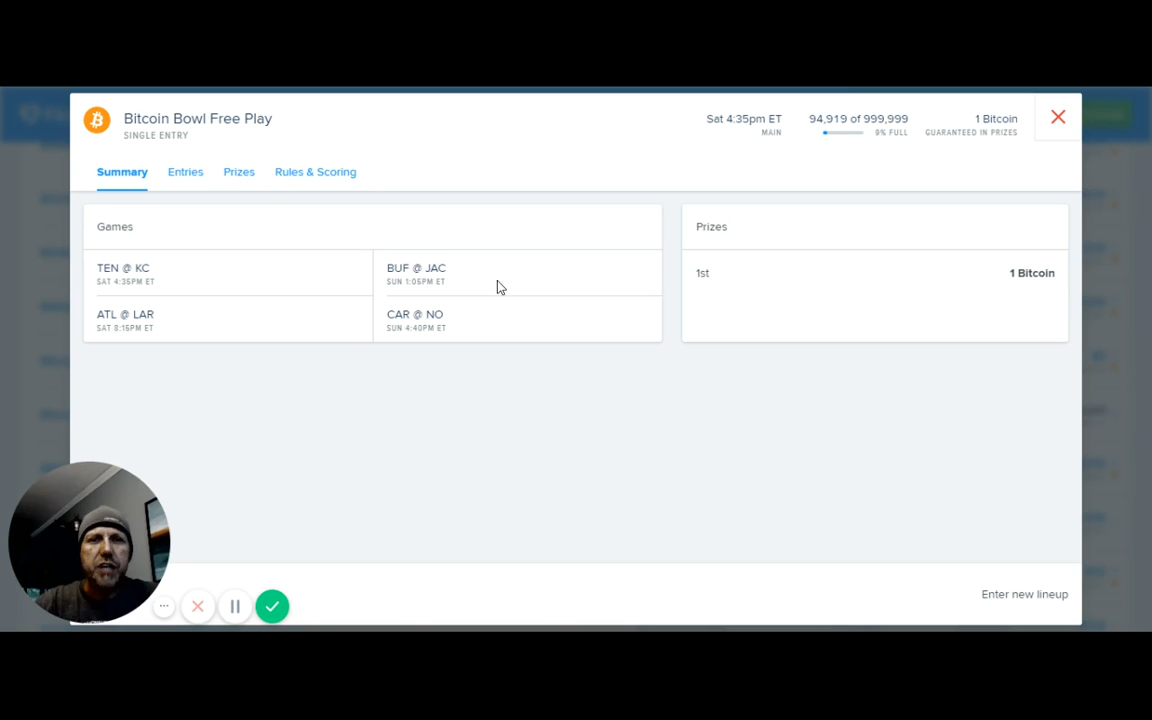 Bitcoin Bowl Free Play
SINGLE ENTRY
Sat 4:35pm ET
MAIN
94,919 of 999,999
9% FULL
1 Bitcoin
GUARANTEED IN PRIZES
Summary
Entries
Prizes
Rules & Scoring
Games
TEN @ KC
SAT 4:35PM ET
BUF @ JAC
SUN 1:05PM ET
ATL @ LAR
SAT 8:15PM ET
CAR @ NO
SUN 4:40PM ET
Prizes
1st
1 Bitcoin
Enter new lineup